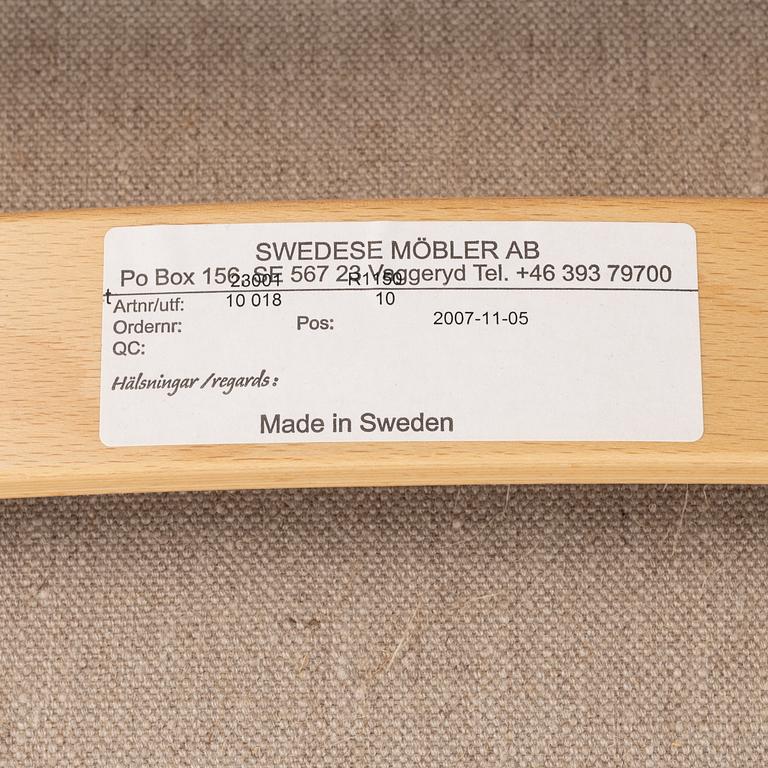 SWEDESE MÖBLER AB
Po Box 156, SE 567 23 Vaggeryd Tel. +46 393 79700
23001 R1150
t
Artnr/utf: 10 018 10
Ordernr: Pos: 2007-11-05
QC:
Hälsningar /regards:
Made in Sweden